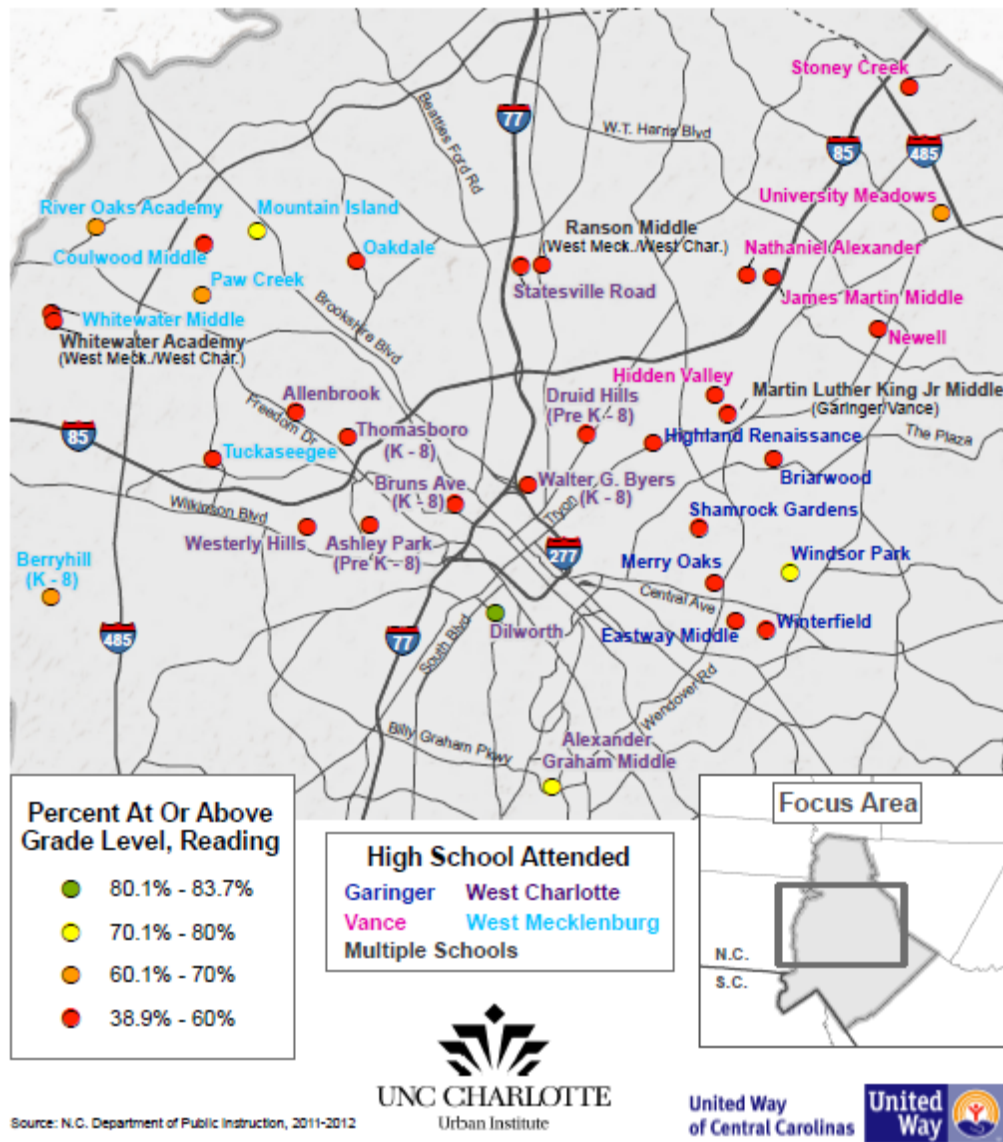 Stoney Creek
77
Beatties Ford Rd
W.T. Harris Blvd
85
485
University Meadows
River Oaks Academy
Mountain Island
Ranson Middle
(West Meck./West Char.)
Nathaniel Alexander
Coulwood Middle
Oakdale
Paw Creek
Statesville Road
James Martin Middle
Whitewater Middle
Brookshire Blvd
Newell
Whitewater Academy
(West Meck./West Char.)
Hidden Valley
Allenbrook
Druid Hills
(Pre K - 8)
Martin Luther King Jr Middle
(Garinger/Vance)
Freedom Dr
85
Thomasboro
(K - 8)
Highland Renaissance
The Plaza
Tuckaseegee
Bruns Ave
(K - 8)
Walter G. Byers
(K - 8)
Briarwood
Wilkinson Blvd
Tryon
Shamrock Gardens
Westerly Hills
Ashley Park
(Pre K - 8)
277
Merry Oaks
Windsor Park
Berryhill
(K - 8)
Central Ave
485
77
South Blvd
Dilworth
Eastway Middle
Winterfield
Wendover Rd
Billy Graham Pkwy
Alexander
Graham Middle
Percent At Or Above
Grade Level, Reading
80.1% - 83.7%
70.1% - 80%
60.1% - 70%
38.9% - 60%
High School Attended
Garinger West Charlotte
Vance West Mecklenburg
Multiple Schools
Focus Area
N.C.
S.C.
UNC CHARLOTTE
Urban Institute
Source: N.C. Department of Public Instruction, 2011-2012
United Way
of Central Carolinas
United
Way